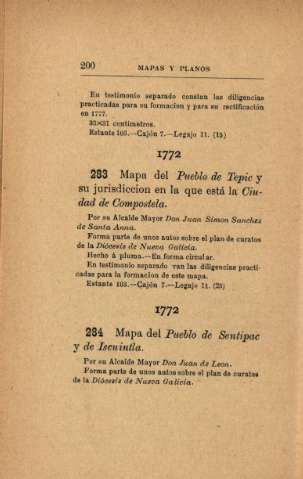 200 MAPAS Y PLANOS
En testimonio separado constan las diligencias
practicadas para su formacion y para su rectificación
en 1777.
31×31 centímetros.
Estante 103.—Cajón 7.—Legajo 11. (15)
1772
283 Mapa del Pueblo de Tepic y
su jurisdiccion en la que está la Ciu-
dad de Compostela.
Por su Alcalde Mayor Don Juan Simon Sanchez
de Santa Anna.
Forma parte de unos autos sobre el plan de curatos
de la Diócesis de Nueva Galicia.
Hecho á pluma.—En forma circular.
En testimonio separado van las diligencias practi-
cadas para la formacion de este mapa.
Estante 103.—Cajón 7.—Legajo 11. (23)
1772
284 Mapa del Pueblo de Sentipac
y de Iscuintla.
Por su Alcalde Mayor Don Juan de Leon.
Forma parte de unos autos sobre el plan de curatos
de la Diócesis de Nueva Galicia.